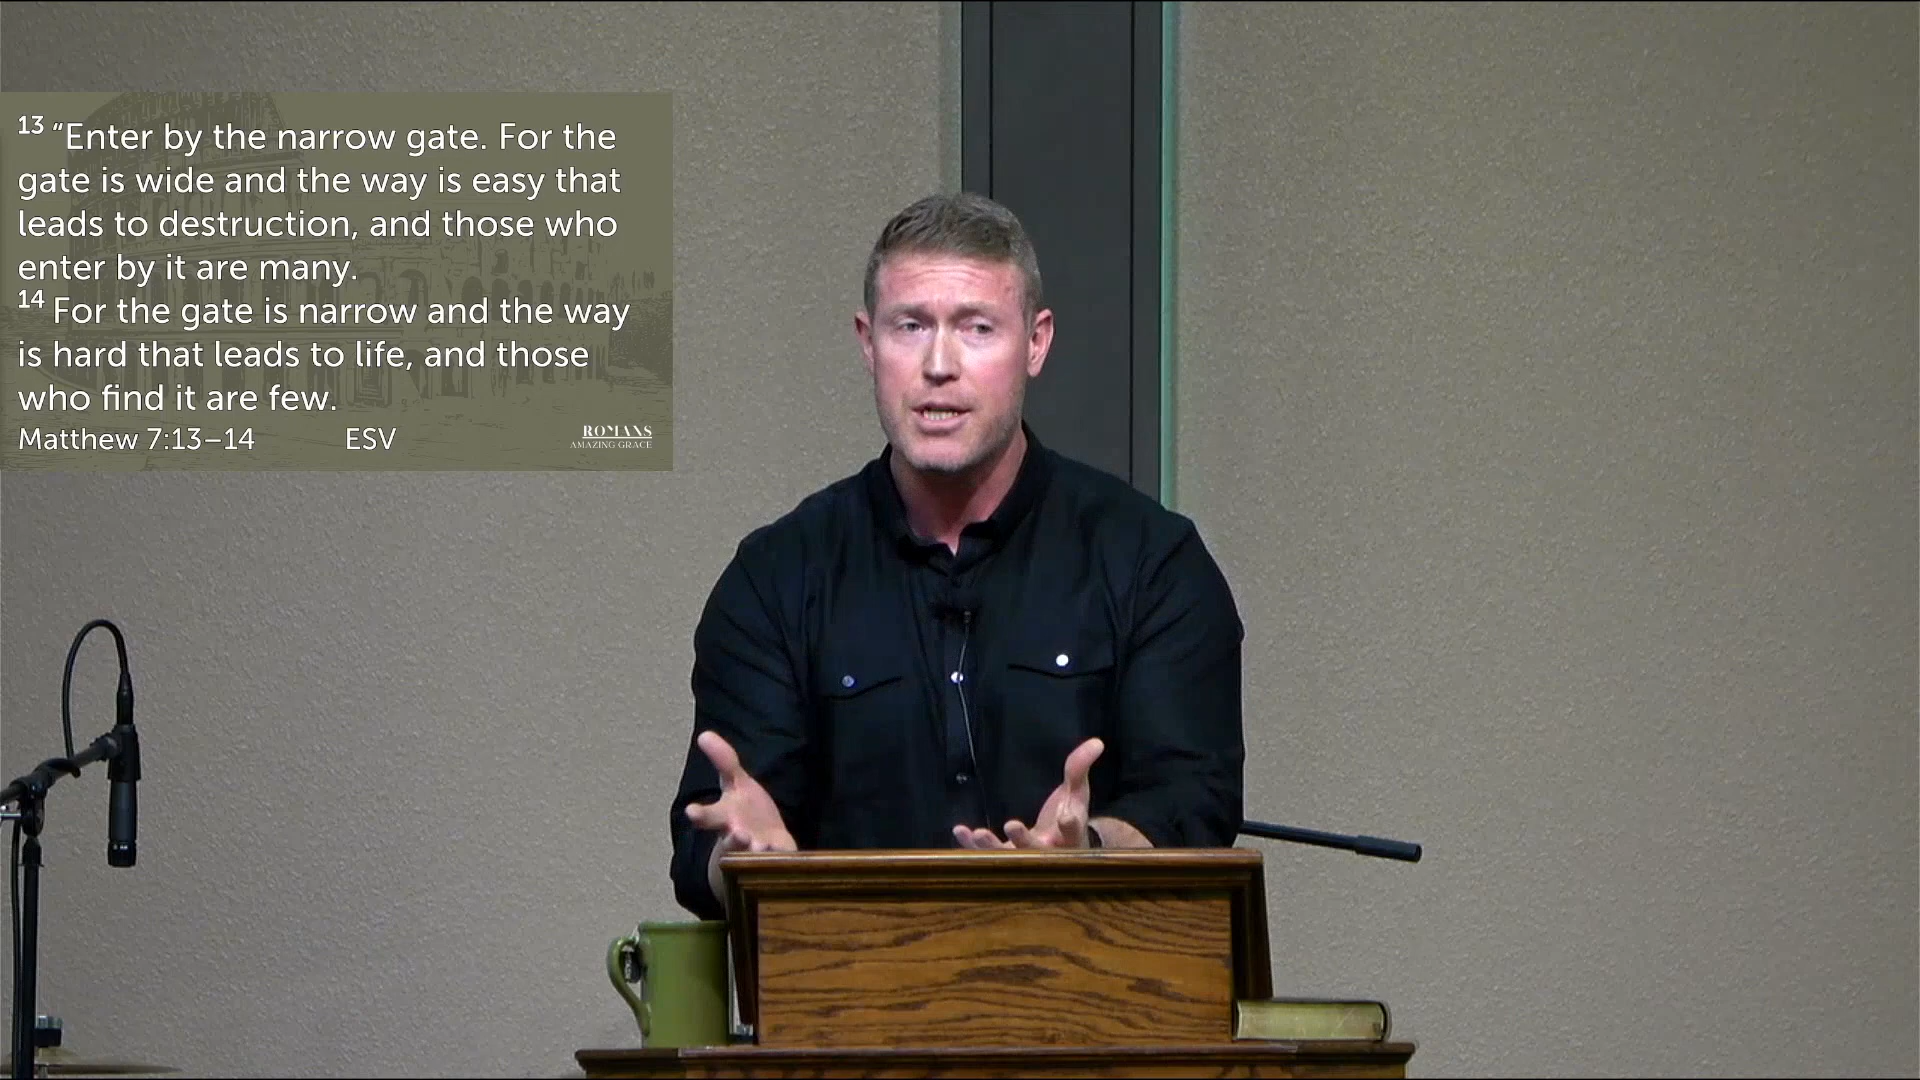 13 “Enter by the narrow gate. For the
gate is wide and the way is easy that
leads to destruction, and those who
enter by it are many.
14 For the gate is narrow and the way
is hard that leads to life, and those
who find it are few.
Matthew 7:13–14 ESV
ROMANS
AMAZING GRACE